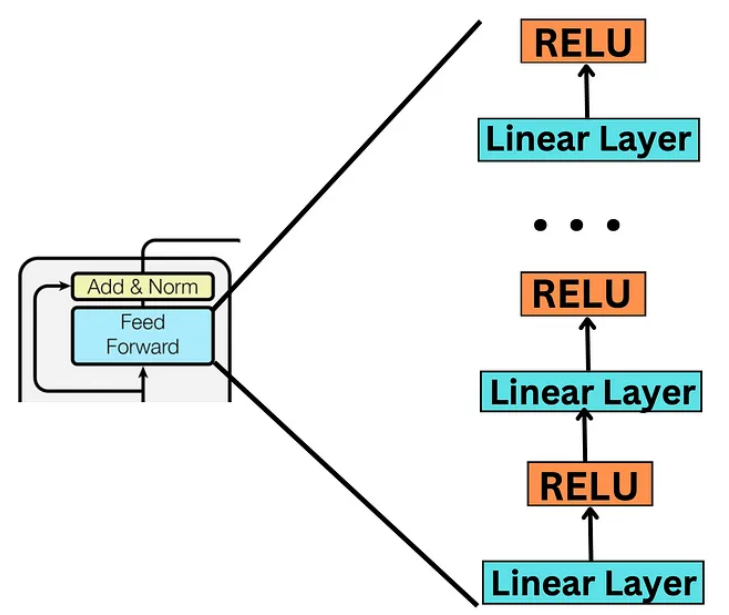 Add & Norm
Feed
Forward
RELU
Linear Layer
• • •
RELU
Linear Layer
RELU
Linear Layer